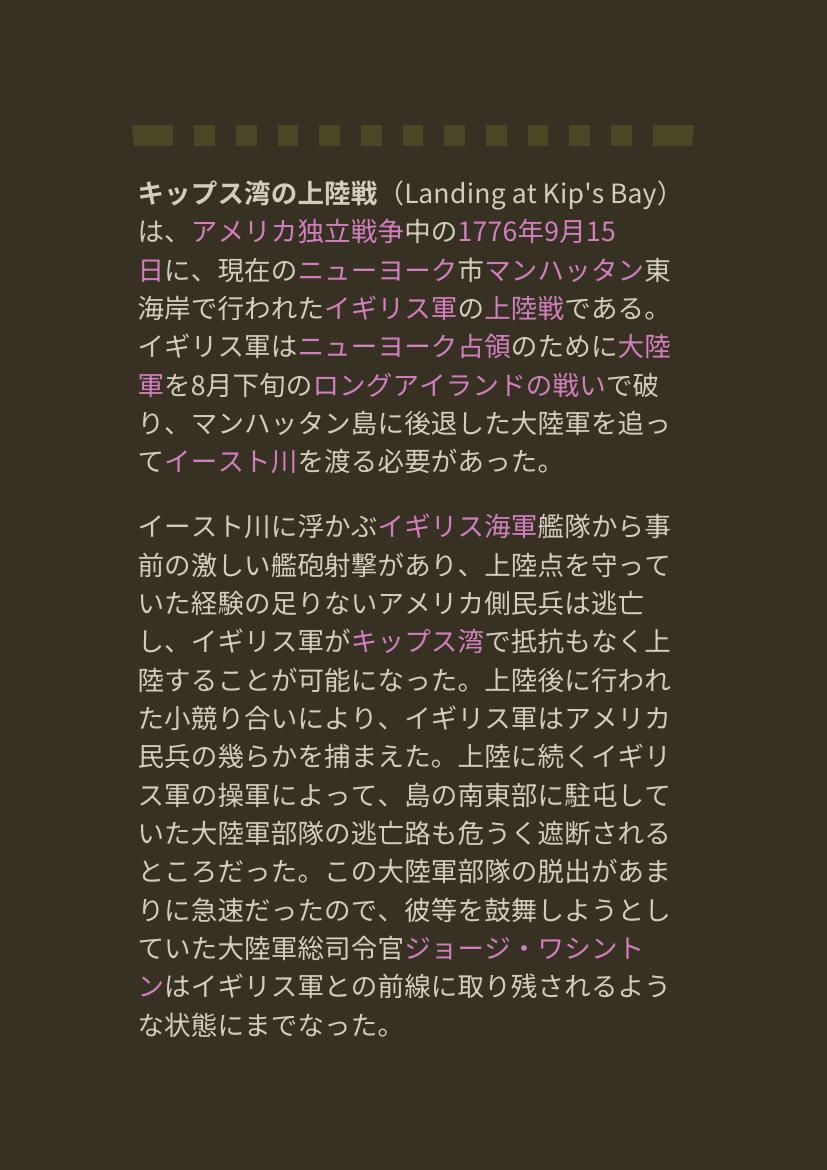 キップス湾の上陸戦（Landing at Kip's Bay）
は、アメリカ独立戦争中の1776年9月15
日に、現在のニューヨーク市マンハッタン東
海岸で行われたイギリス軍の上陸戦である。
イギリス軍はニューヨーク占領のために大陸
軍を8月下旬のロングアイランドの戦いで破
り、マンハッタン島に後退した大陸軍を追っ
てイースト川を渡る必要があった。
イースト川に浮かぶイギリス海軍艦隊から事
前の激しい艦砲射撃があり、上陸点を守って
いた経験の足りないアメリカ側民兵は逃亡
し、イギリス軍がキップス湾で抵抗もなく上
陸することが可能になった。上陸後に行われ
た小競り合いにより、イギリス軍はアメリカ
民兵の幾らかを捕まえた。上陸に続くイギリ
ス軍の操軍によって、島の南東部に駐屯して
いた大陸軍部隊の逃亡路も危うく遮断される
ところだった。この大陸軍部隊の脱出があま
りに急速だったので、彼等を鼓舞しようとし
ていた大陸軍総司令官ジョージ・ワシント
ンはイギリス軍との前線に取り残されるよう
な状態にまでなった。